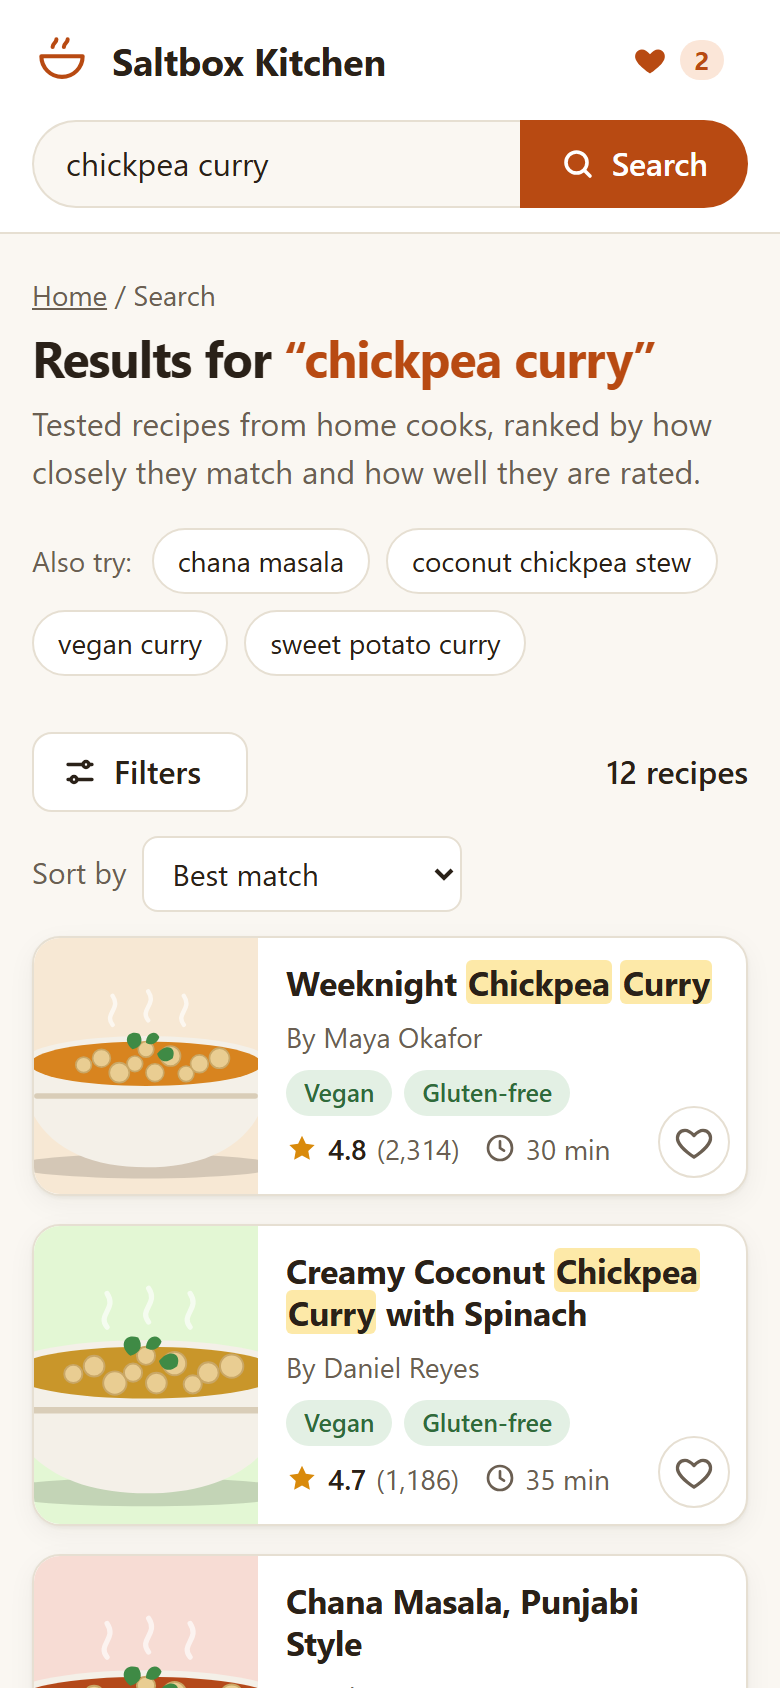 Saltbox Kitchen
2
chickpea curry
Search
Home / Search
Results for “chickpea curry”
Tested recipes from home cooks, ranked by how
closely they match and how well they are rated.
Also try:
chana masala
coconut chickpea stew
vegan curry
sweet potato curry
Filters
12 recipes
Sort by
Best match
Weeknight Chickpea Curry
By Maya Okafor
Vegan
Gluten-free
4.8 (2,314)
30 min
Creamy Coconut Chickpea
Curry with Spinach
By Daniel Reyes
Vegan
Gluten-free
4.7 (1,186)
35 min
Chana Masala, Punjabi
Style